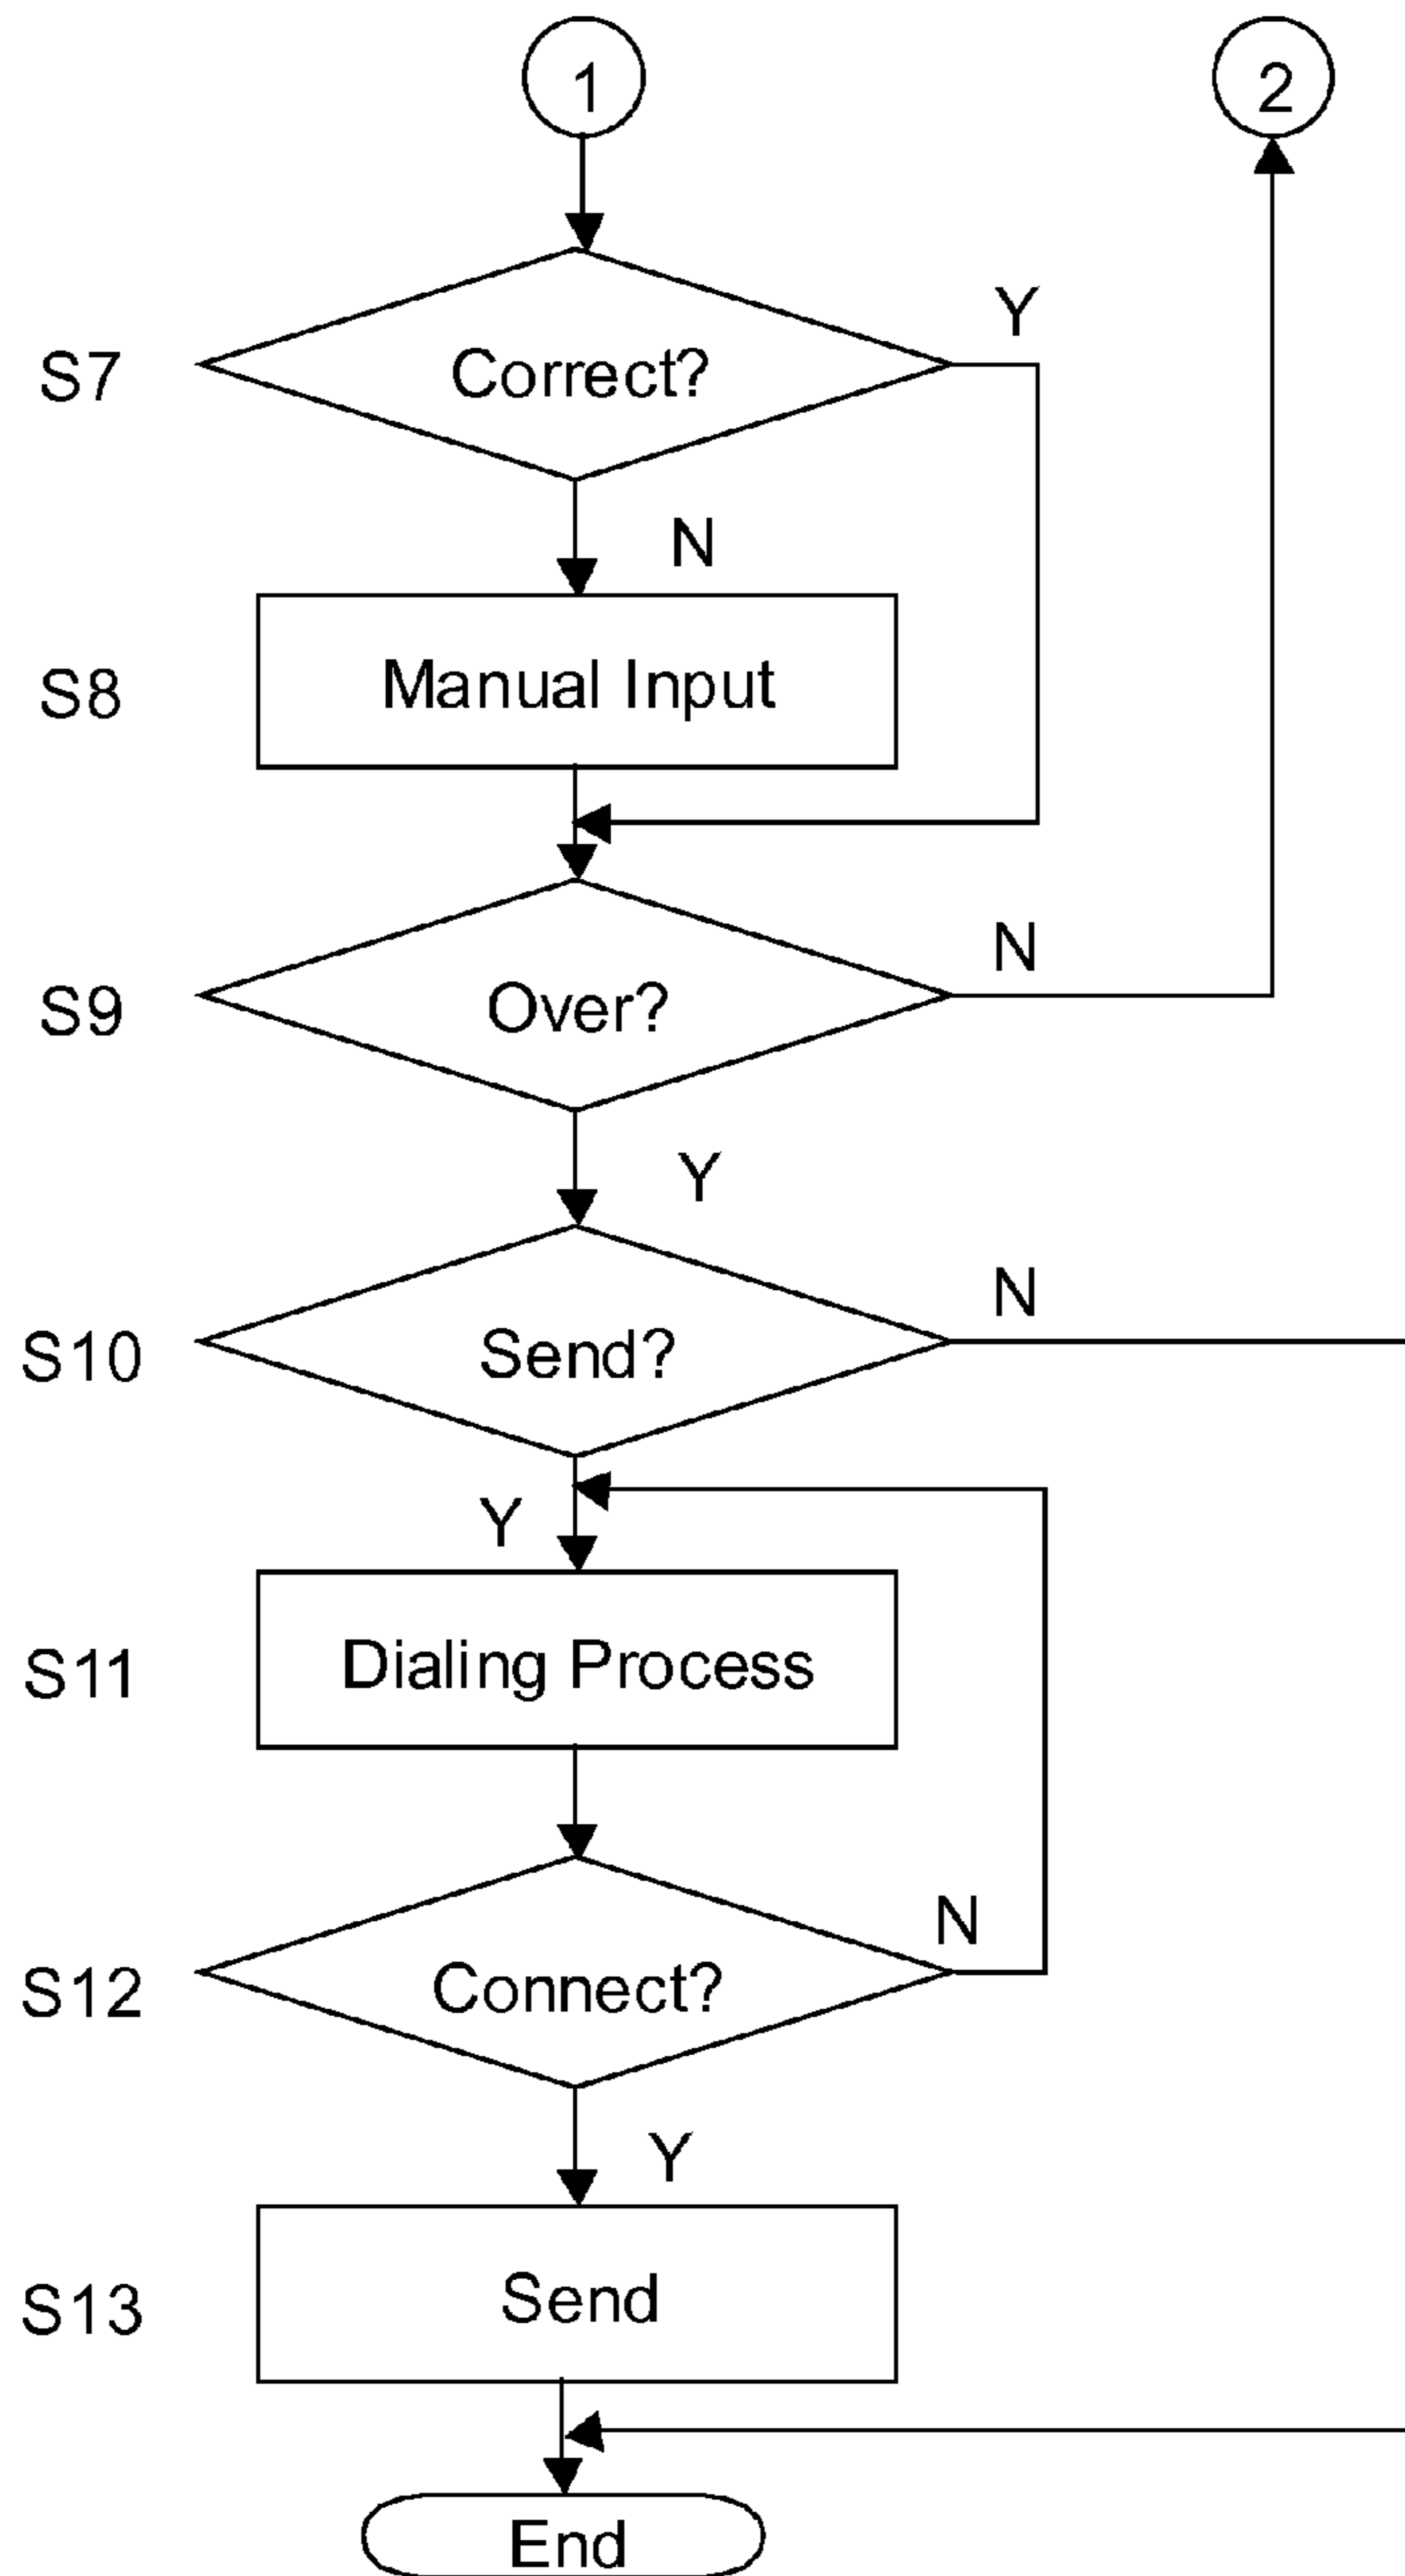 1
2
Y
S7
Correct?
N
S8
Manual Input
N
S9
Over?
Y
N
S10
Send?
Y
S11
Dialing Process
N
S12
Connect?
Y
S13
Send
End